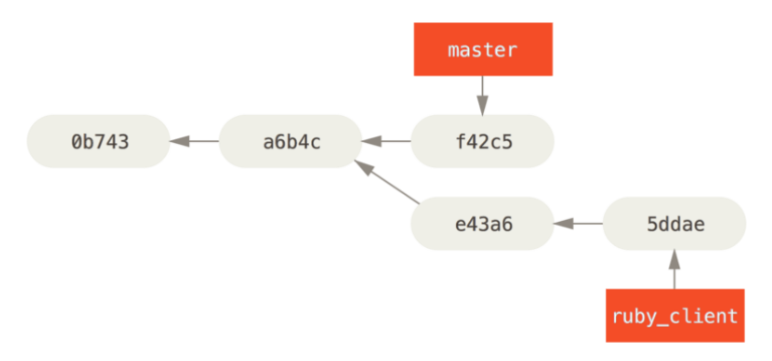 master
0b743
a6b4c
f42c5
e43a6
5ddae
ruby_client